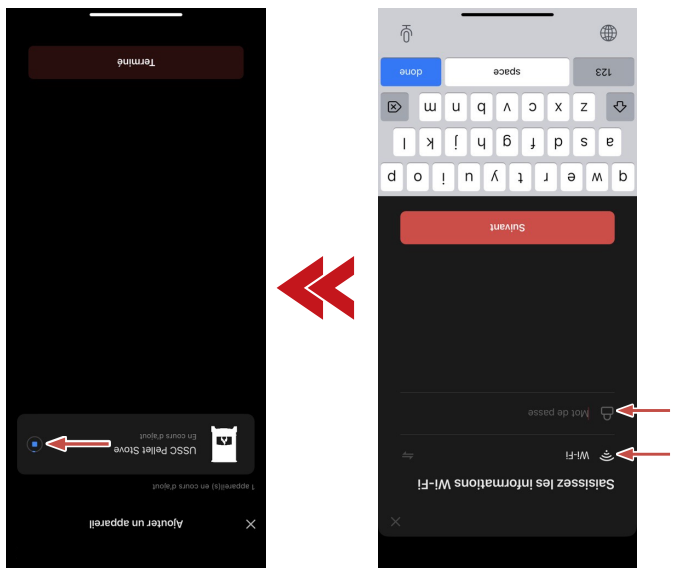 Saisissez les informations Wi-Fi
Wi-Fi
Mot de passe
Suivant
q w e r t y u i o p
a s d f g h j k l
z x c v b n m
123 space done
Ajouter un appareil
1 appareil(s) en cours d'ajout
USSC Pellet Stove
En cours d'ajout
Terminé